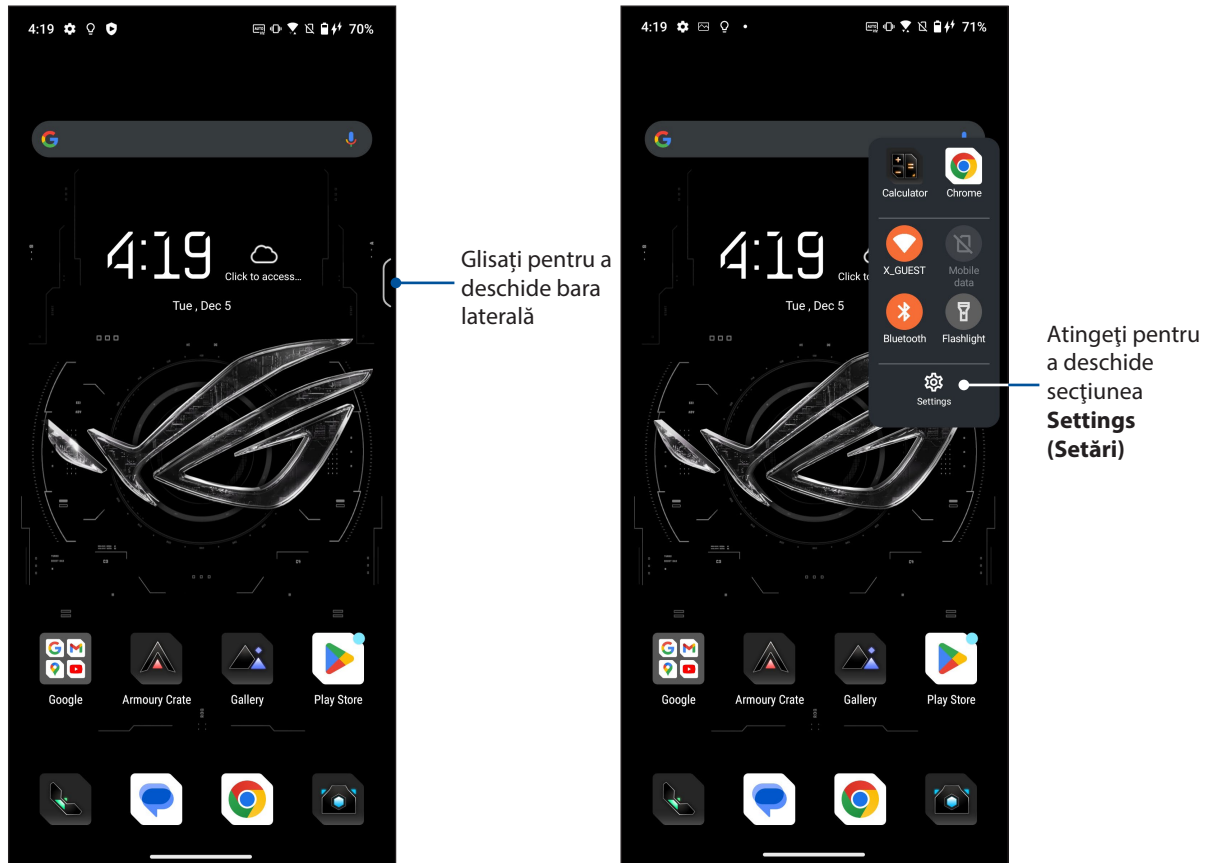 4:19
70%
4:19
Click to access...
Tue , Dec 5
Google
Armoury Crate
Gallery
Play Store
Glisați pentru a
deschide bara
laterală
4:19
71%
Calculator
Chrome
4:19
Click to
X_GUEST
Mobile
data
Tue , Dec 5
Bluetooth
Flashlight
Settings
Google
Armoury Crate
Gallery
Play Store
Atingeţi pentru
a deschide
secţiunea
Settings
(Setări)